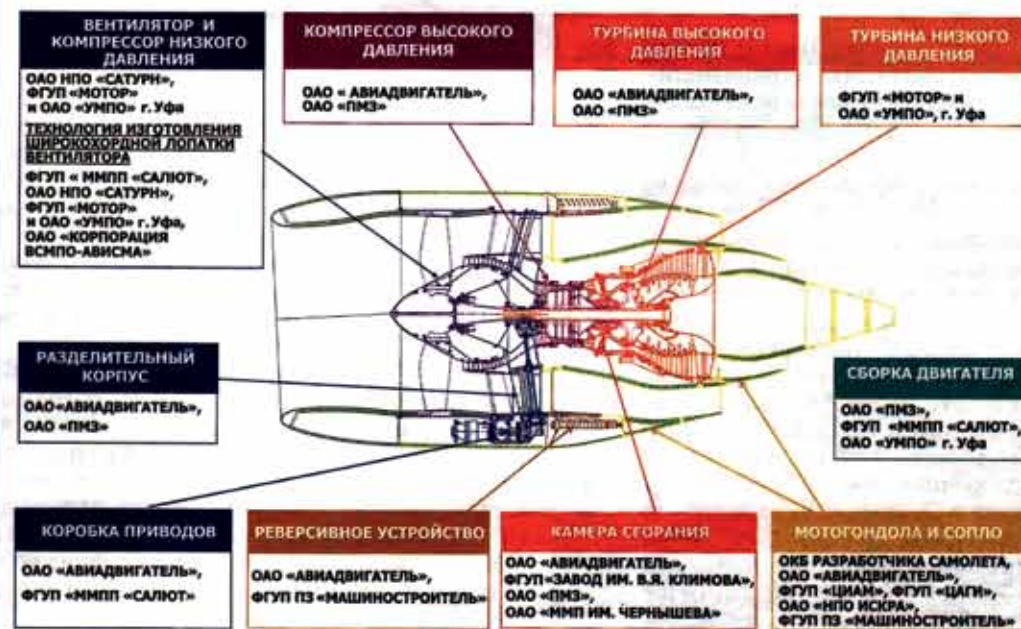 ВЕНТИЛЯТОР И
КОМПРЕССОР НИЗКОГО
ДАВЛЕНИЯ
ОАО НПО «САТУРН»,
ФГУП «МОТОР»
и ОАО «УМПО» г. Уфа
ТЕХНОЛОГИЯ ИЗГОТОВЛЕНИЯ
ШИРОКОХОРДНОЙ ЛОПАТКИ
ВЕНТИЛЯТОРА
ФГУП « ММПП «САЛЮТ»,
ОАО НПО «САТУРН»,
ФГУП «МОТОР»
и ОАО «УМПО» г. Уфа,
ОАО «КОРПОРАЦИЯ
ВСМПО-АВИСМА»
КОМПРЕССОР ВЫСОКОГО
ДАВЛЕНИЯ
ОАО « АВИАДВИГАТЕЛЬ»,
ОАО «ПМЗ»
ТУРБИНА ВЫСОКОГО
ДАВЛЕНИЯ
ОАО «АВИАДВИГАТЕЛЬ»,
ОАО «ПМЗ»
ТУРБИНА НИЗКОГО
ДАВЛЕНИЯ
ФГУП «МОТОР» и
ОАО «УМПО», г. Уфа
РАЗДЕЛИТЕЛЬНЫЙ
КОРПУС
ОАО«АВИАДВИГАТЕЛЬ»,
ОАО «ПМЗ»
СБОРКА ДВИГАТЕЛЯ
ОАО «ПМЗ»,
ФГУП «ММПП «САЛЮТ»,
ОАО «УМПО» г. Уфа
КОРОБКА ПРИВОДОВ
ОАО «АВИАДВИГАТЕЛЬ»,
ФГУП «ММПП «САЛЮТ»
РЕВЕРСИВНОЕ УСТРОЙСТВО
ОАО «АВИАДВИГАТЕЛЬ»,
ФГУП ПЗ «МАШИНОСТРОИТЕЛЬ»
КАМЕРА СГОРАНИЯ
ОАО «АВИАДВИГАТЕЛЬ»,
ФГУП«ЗАВОД ИМ. В.Я. КЛИМОВА»,
ОАО «ПМЗ»,
ОАО «ММП ИМ. ЧЕРНЫШЕВА»
МОТОГОНДОЛА И СОПЛО
ОКБ РАЗРАБОТЧИКА САМОЛЕТА,
ОАО «АВИАДВИГАТЕЛЬ»,
ФГУП «ЦИАМ», ФГУП «ЦАГИ»,
ОАО «НПО ИСКРА»,
ФГУП ПЗ «МАШИНОСТРОИТЕЛЬ»